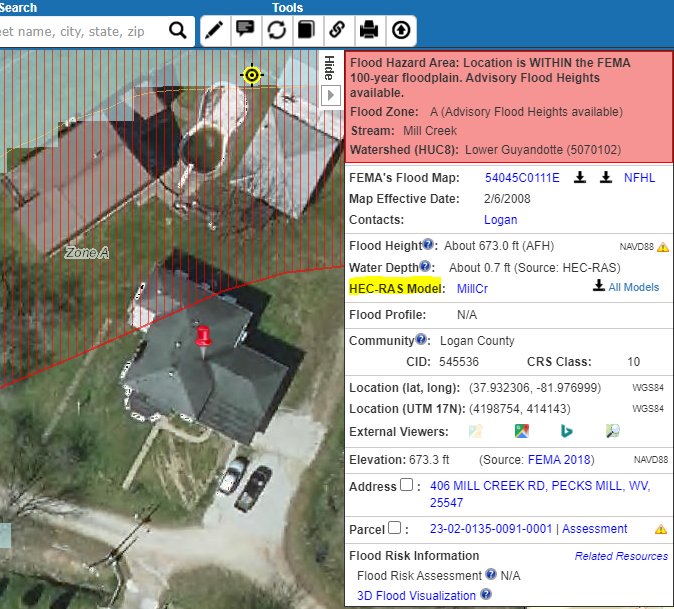 Search
Tools
eet name, city, state, zip
Hide
Flood Hazard Area: Location is WITHIN the FEMA
100-year floodplain. Advisory Flood Heights
available.
Flood Zone: A (Advisory Flood Heights available)
Stream: Mill Creek
Watershed (HUC8): Lower Guyandotte (5070102)
FEMA's Flood Map: 54045C0111E NFHL
Map Effective Date: 2/6/2008
Contacts: Logan
Flood Height?: About 673.0 ft (AFH) NAVD88
Water Depth?: About 0.7 ft (Source: HEC-RAS)
HEC-RAS Model: MillCr All Models
Flood Profile: N/A
Community?: Logan County
CID: 545536 CRS Class: 10
Location (lat, long): (37.932306, -81.976999) WGS84
Location (UTM 17N): (4198754, 414143) WGS84
External Viewers:
Elevation: 673.3 ft (Source: FEMA 2018) NAVD88
Address : 406 MILL CREEK RD, PECKS MILL, WV,
25547
Parcel : 23-02-0135-0091-0001 | Assessment
Flood Risk Information Related Resources
Flood Risk Assessment ? N/A
3D Flood Visualization ?
Zone A